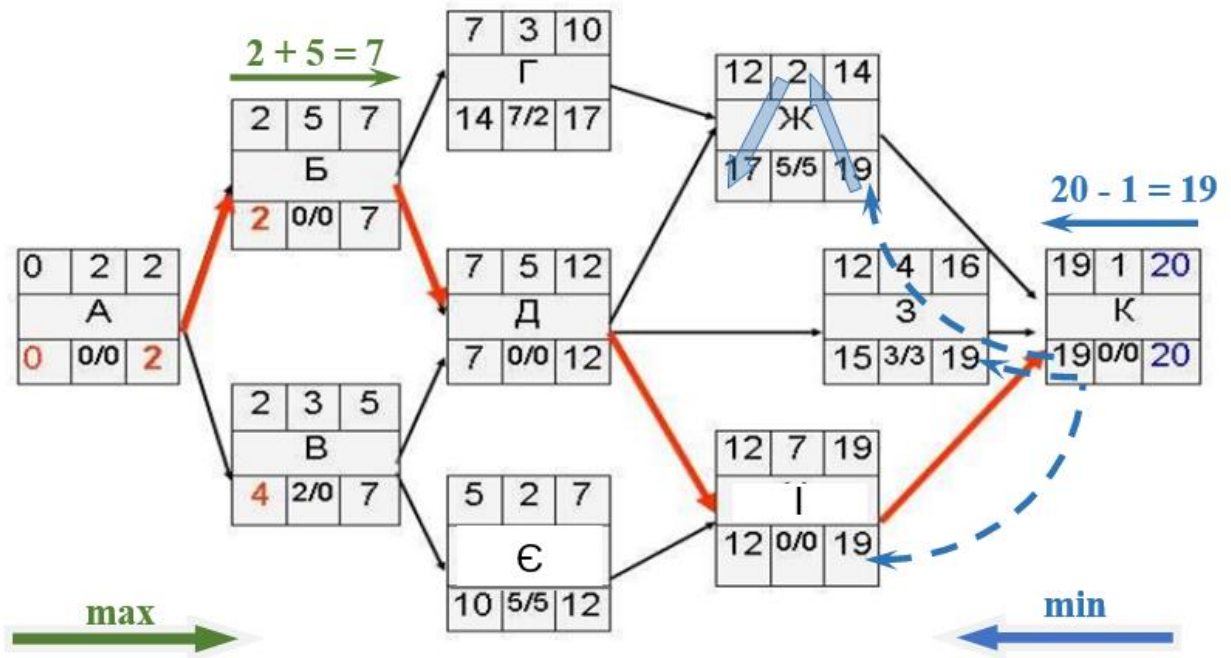 2 + 5 = 7
7 3 10
Г
14 7/2 17
12 2 14
Ж
17 5/5 19
2 5 7
Б
2 0/0 7
20 - 1 = 19
0 2 2
А
0 0/0 2
7 5 12
Д
7 0/0 12
12 4 16
З
15 3/3 19
19 1 20
К
19 0/0 20
2 3 5
В
4 2/0 7
5 2 7
Є
10 5/5 12
12 7 19
І
12 0/0 19
max
min